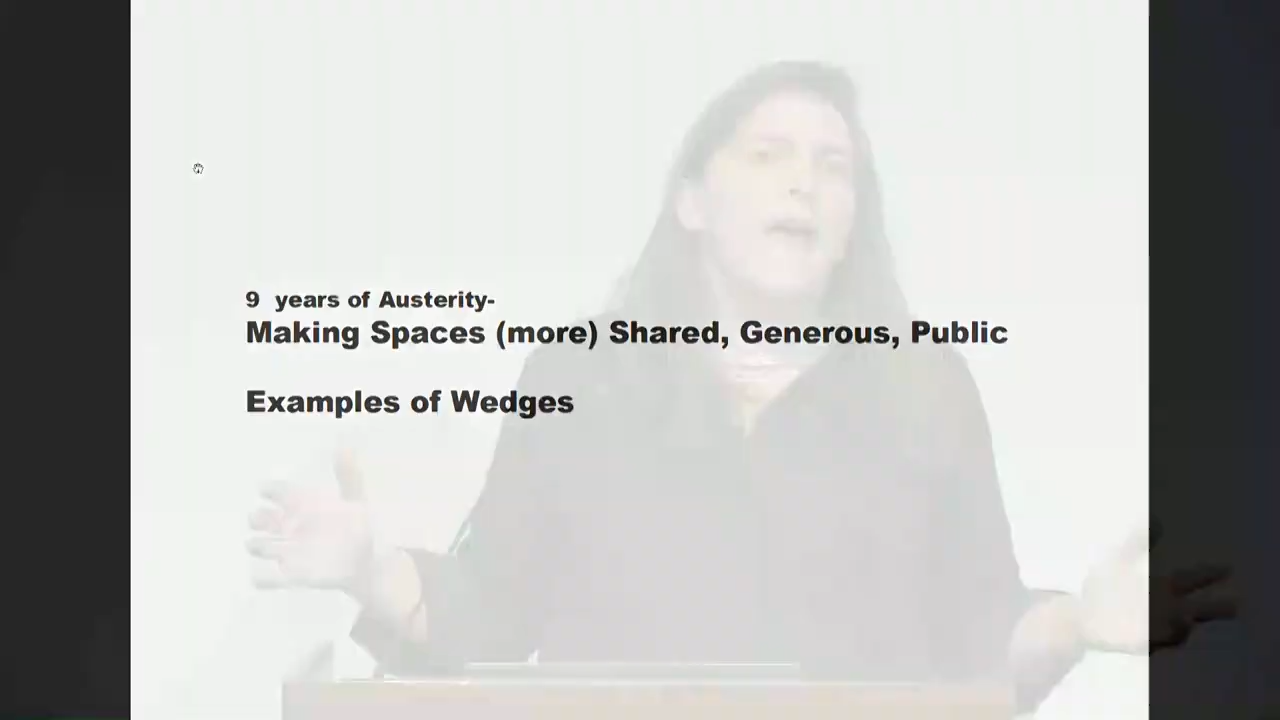 9 years of Austerity-
Making Spaces (more) Shared, Generous, Public
Examples of Wedges